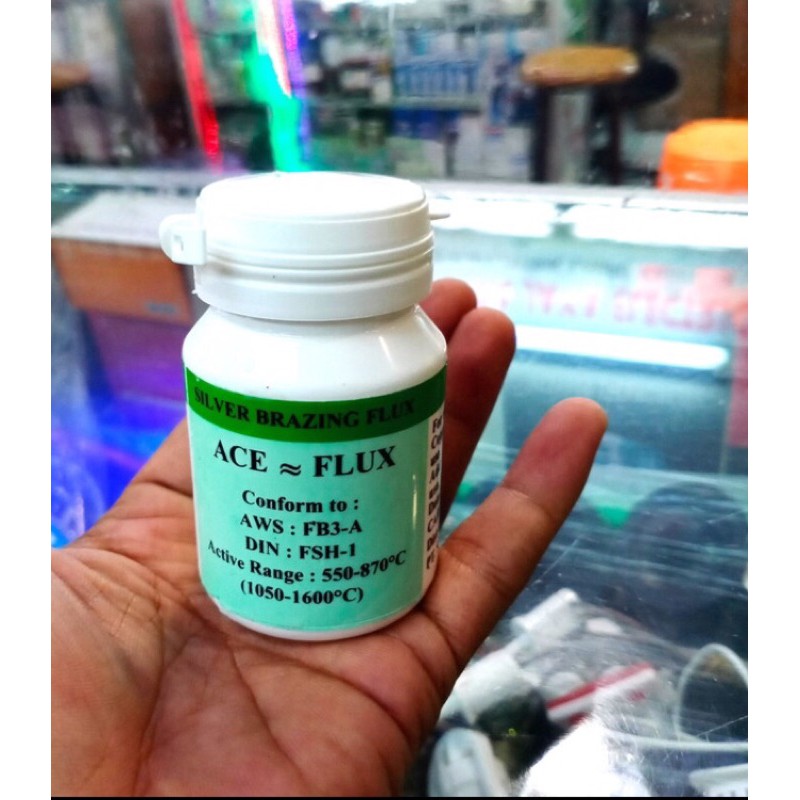 SILVER BRAZING FLUX
ACE ≈ FLUX
Conform to :
AWS : FB3-A
DIN : FSH-1
Active Range : 550-870°C
(1050-1600°C)